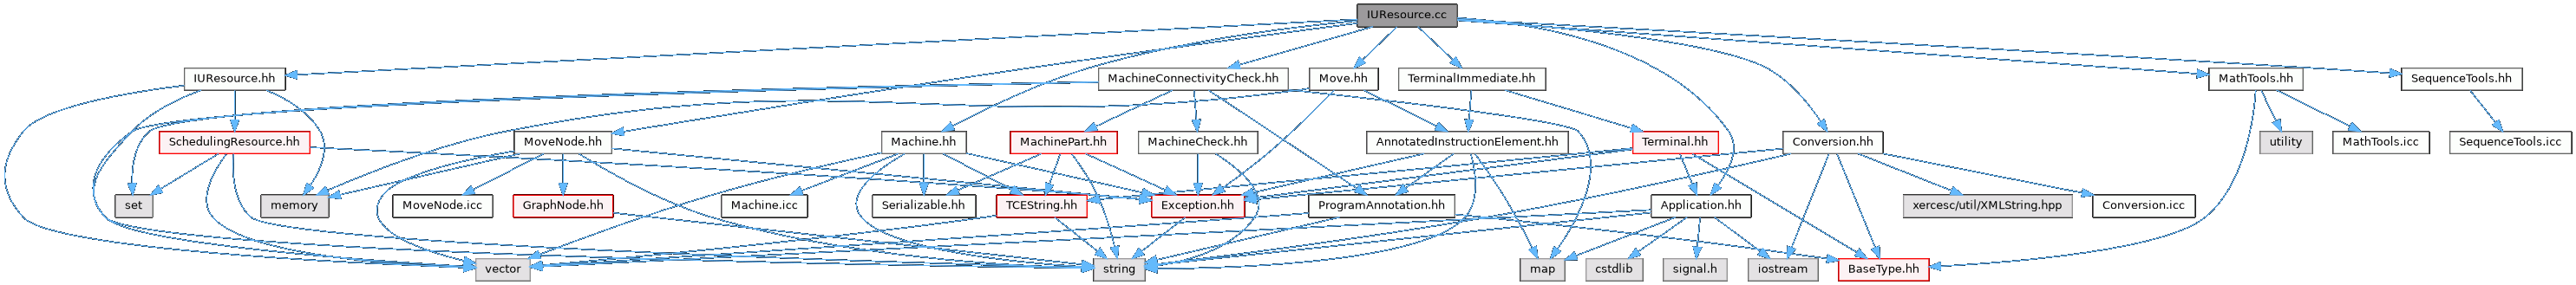 IUResource.cc
IUResource.hh
MachineConnectivityCheck.hh
Move.hh
TerminalImmediate.hh
MathTools.hh
SequenceTools.hh
SchedulingResource.hh
MoveNode.hh
Machine.hh
MachinePart.hh
MachineCheck.hh
AnnotatedInstructionElement.hh
Terminal.hh
Conversion.hh
utility
MathTools.icc
SequenceTools.icc
set
memory
MoveNode.icc
GraphNode.hh
Machine.icc
Serializable.hh
TCEString.hh
Exception.hh
ProgramAnnotation.hh
Application.hh
xercesc/util/XMLString.hpp
Conversion.icc
vector
string
map
cstdlib
signal.h
iostream
BaseType.hh